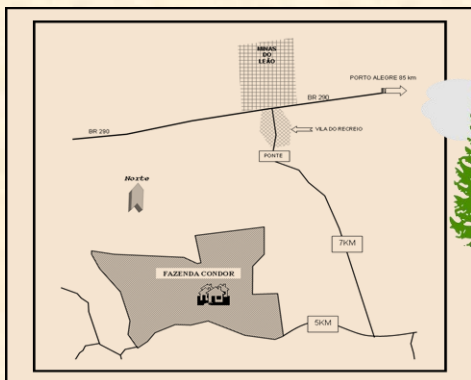 MINAS
DO
LEÃO
PORTO ALEGRE 85 km
BR 290
BR 290
VILA DO RECREIO
PONTE
Norte
7KM
FAZENDA CONDOR
5KM